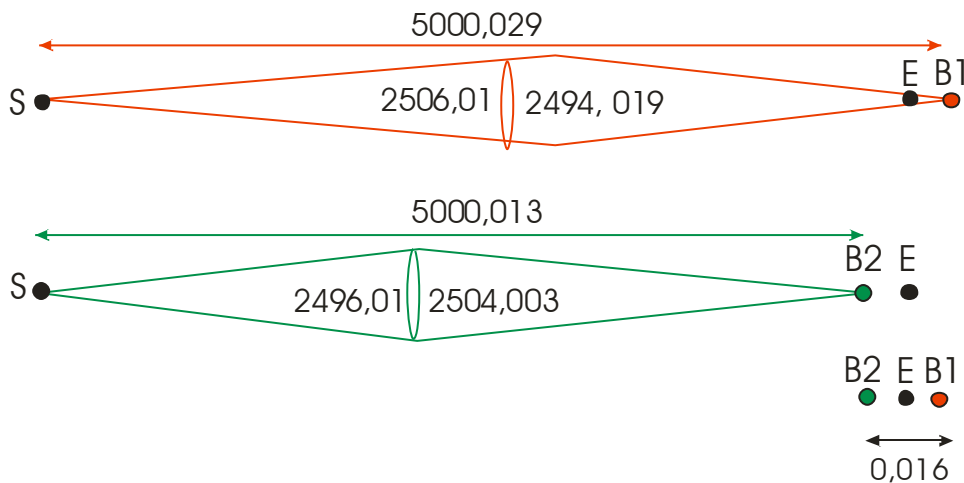 5000,029
S 2506,01 2494, 019 E B1
5000,013
S 2496,01 2504,003 B2 E
B2 E B1
0,016